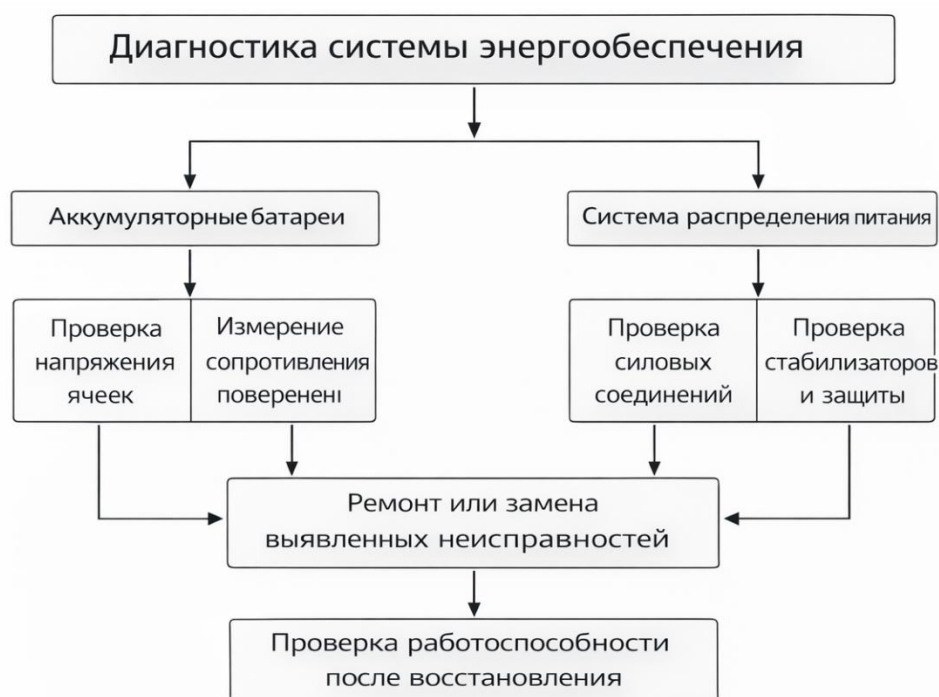 Диагностика системы энергообеспечения
Аккумуляторные батареи
Система распределения питания
Проверка
напряжения
ячеек
Измерение
сопротивления
Проверка
силовых
соединений
Проверка
стабилизаторов
и защиты
Ремонт или замена
выявленных неисправностей
Проверка работоспособности
после восстановления